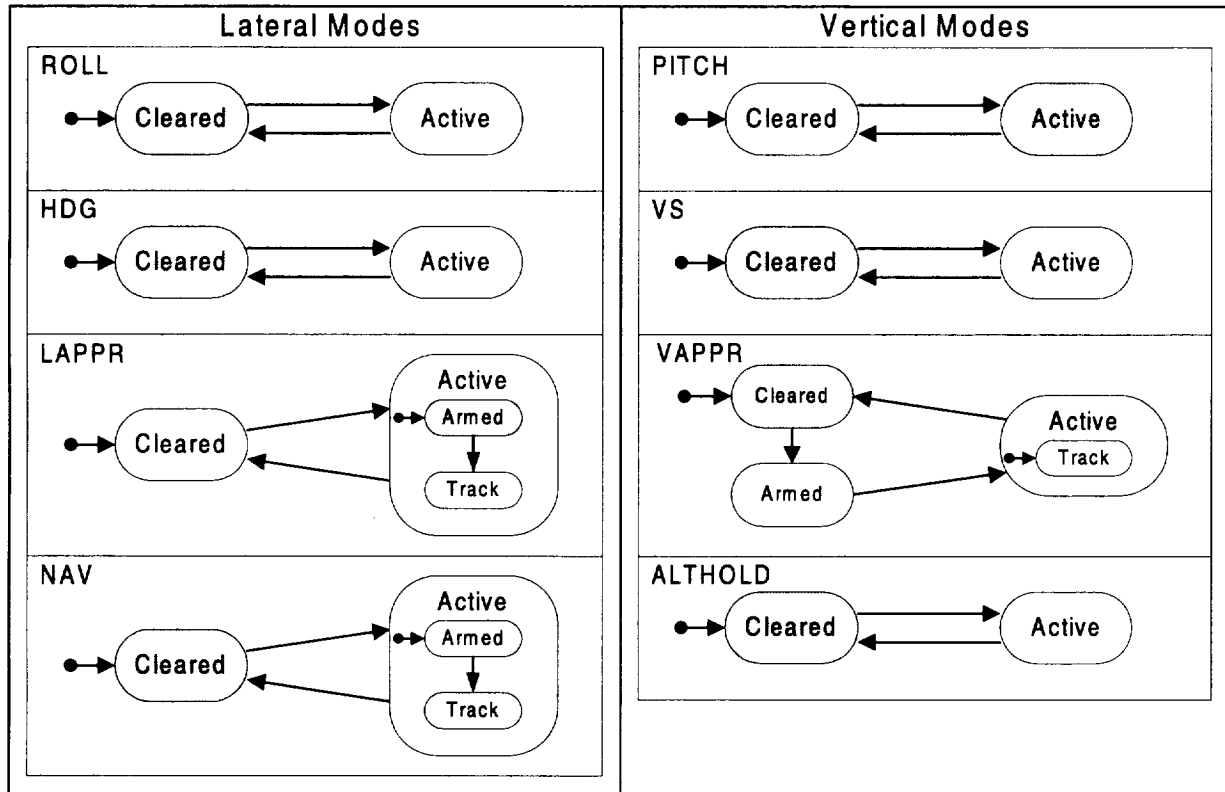 Lateral Modes
ROLL
Cleared
Active
HDG
Cleared
Active
LAPPR
Cleared
Active
Armed
Track
NAV
Cleared
Active
Armed
Track
Vertical Modes
PITCH
Cleared
Active
VS
Cleared
Active
VAPPR
Cleared
Armed
Active
Track
ALTHOLD
Cleared
Active